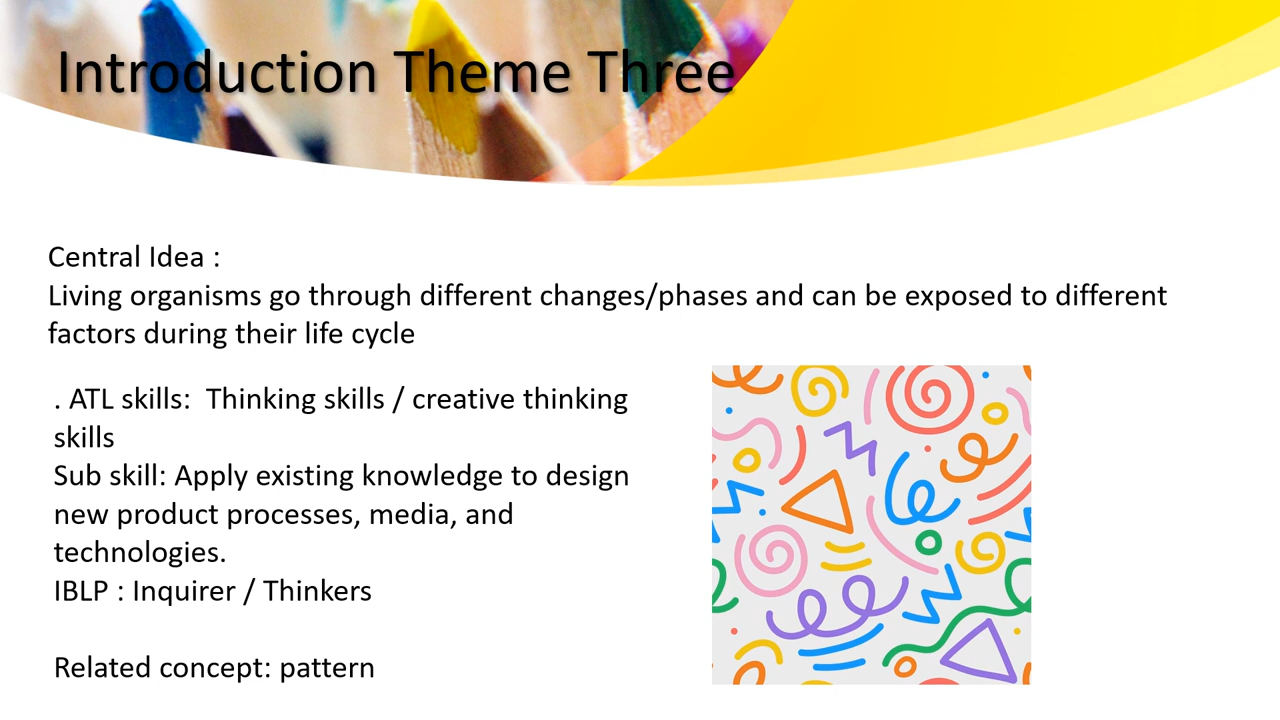 Introduction Theme Three
Central Idea :
Living organisms go through different changes/phases and can be exposed to different
factors during their life cycle
. ATL skills:  Thinking skills / creative thinking
skills
Sub skill: Apply existing knowledge to design
new product processes, media, and
technologies.
IBLP : Inquirer / Thinkers
Related concept: pattern